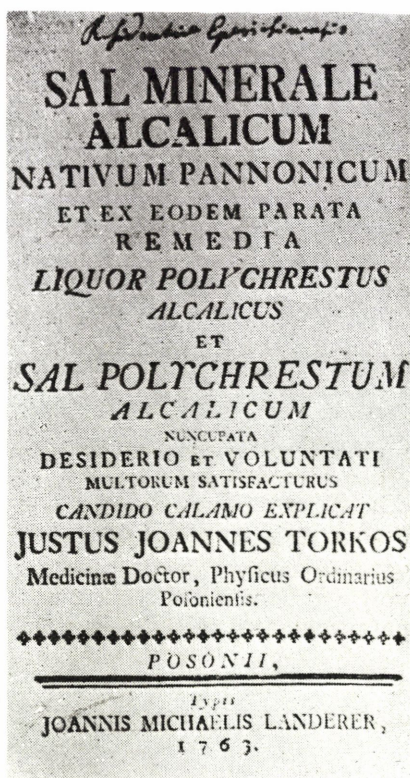 SAL MINERALE
ALCALICUM
NATIVUM PANNONICUM
ET EX EODEM PARATA
REMEDIA
LIQUOR POLYCHRESTUS
ALCALICUS
ET
SAL POLYCHRESTUM
ALCALICUM
NUNCUPATA
DESIDERIO ET VOLUNTATI
MULTORUM SATISFACTURUS
CANDIDO CALAMO EXPLICAT
JUSTUS JOANNES TORKOS
Medicinæ Doctor, Phyſicus Ordinarius
Poſonienſis.
POSONII,
Typis
JOANNIS MICHAELIS LANDERER,
1763.